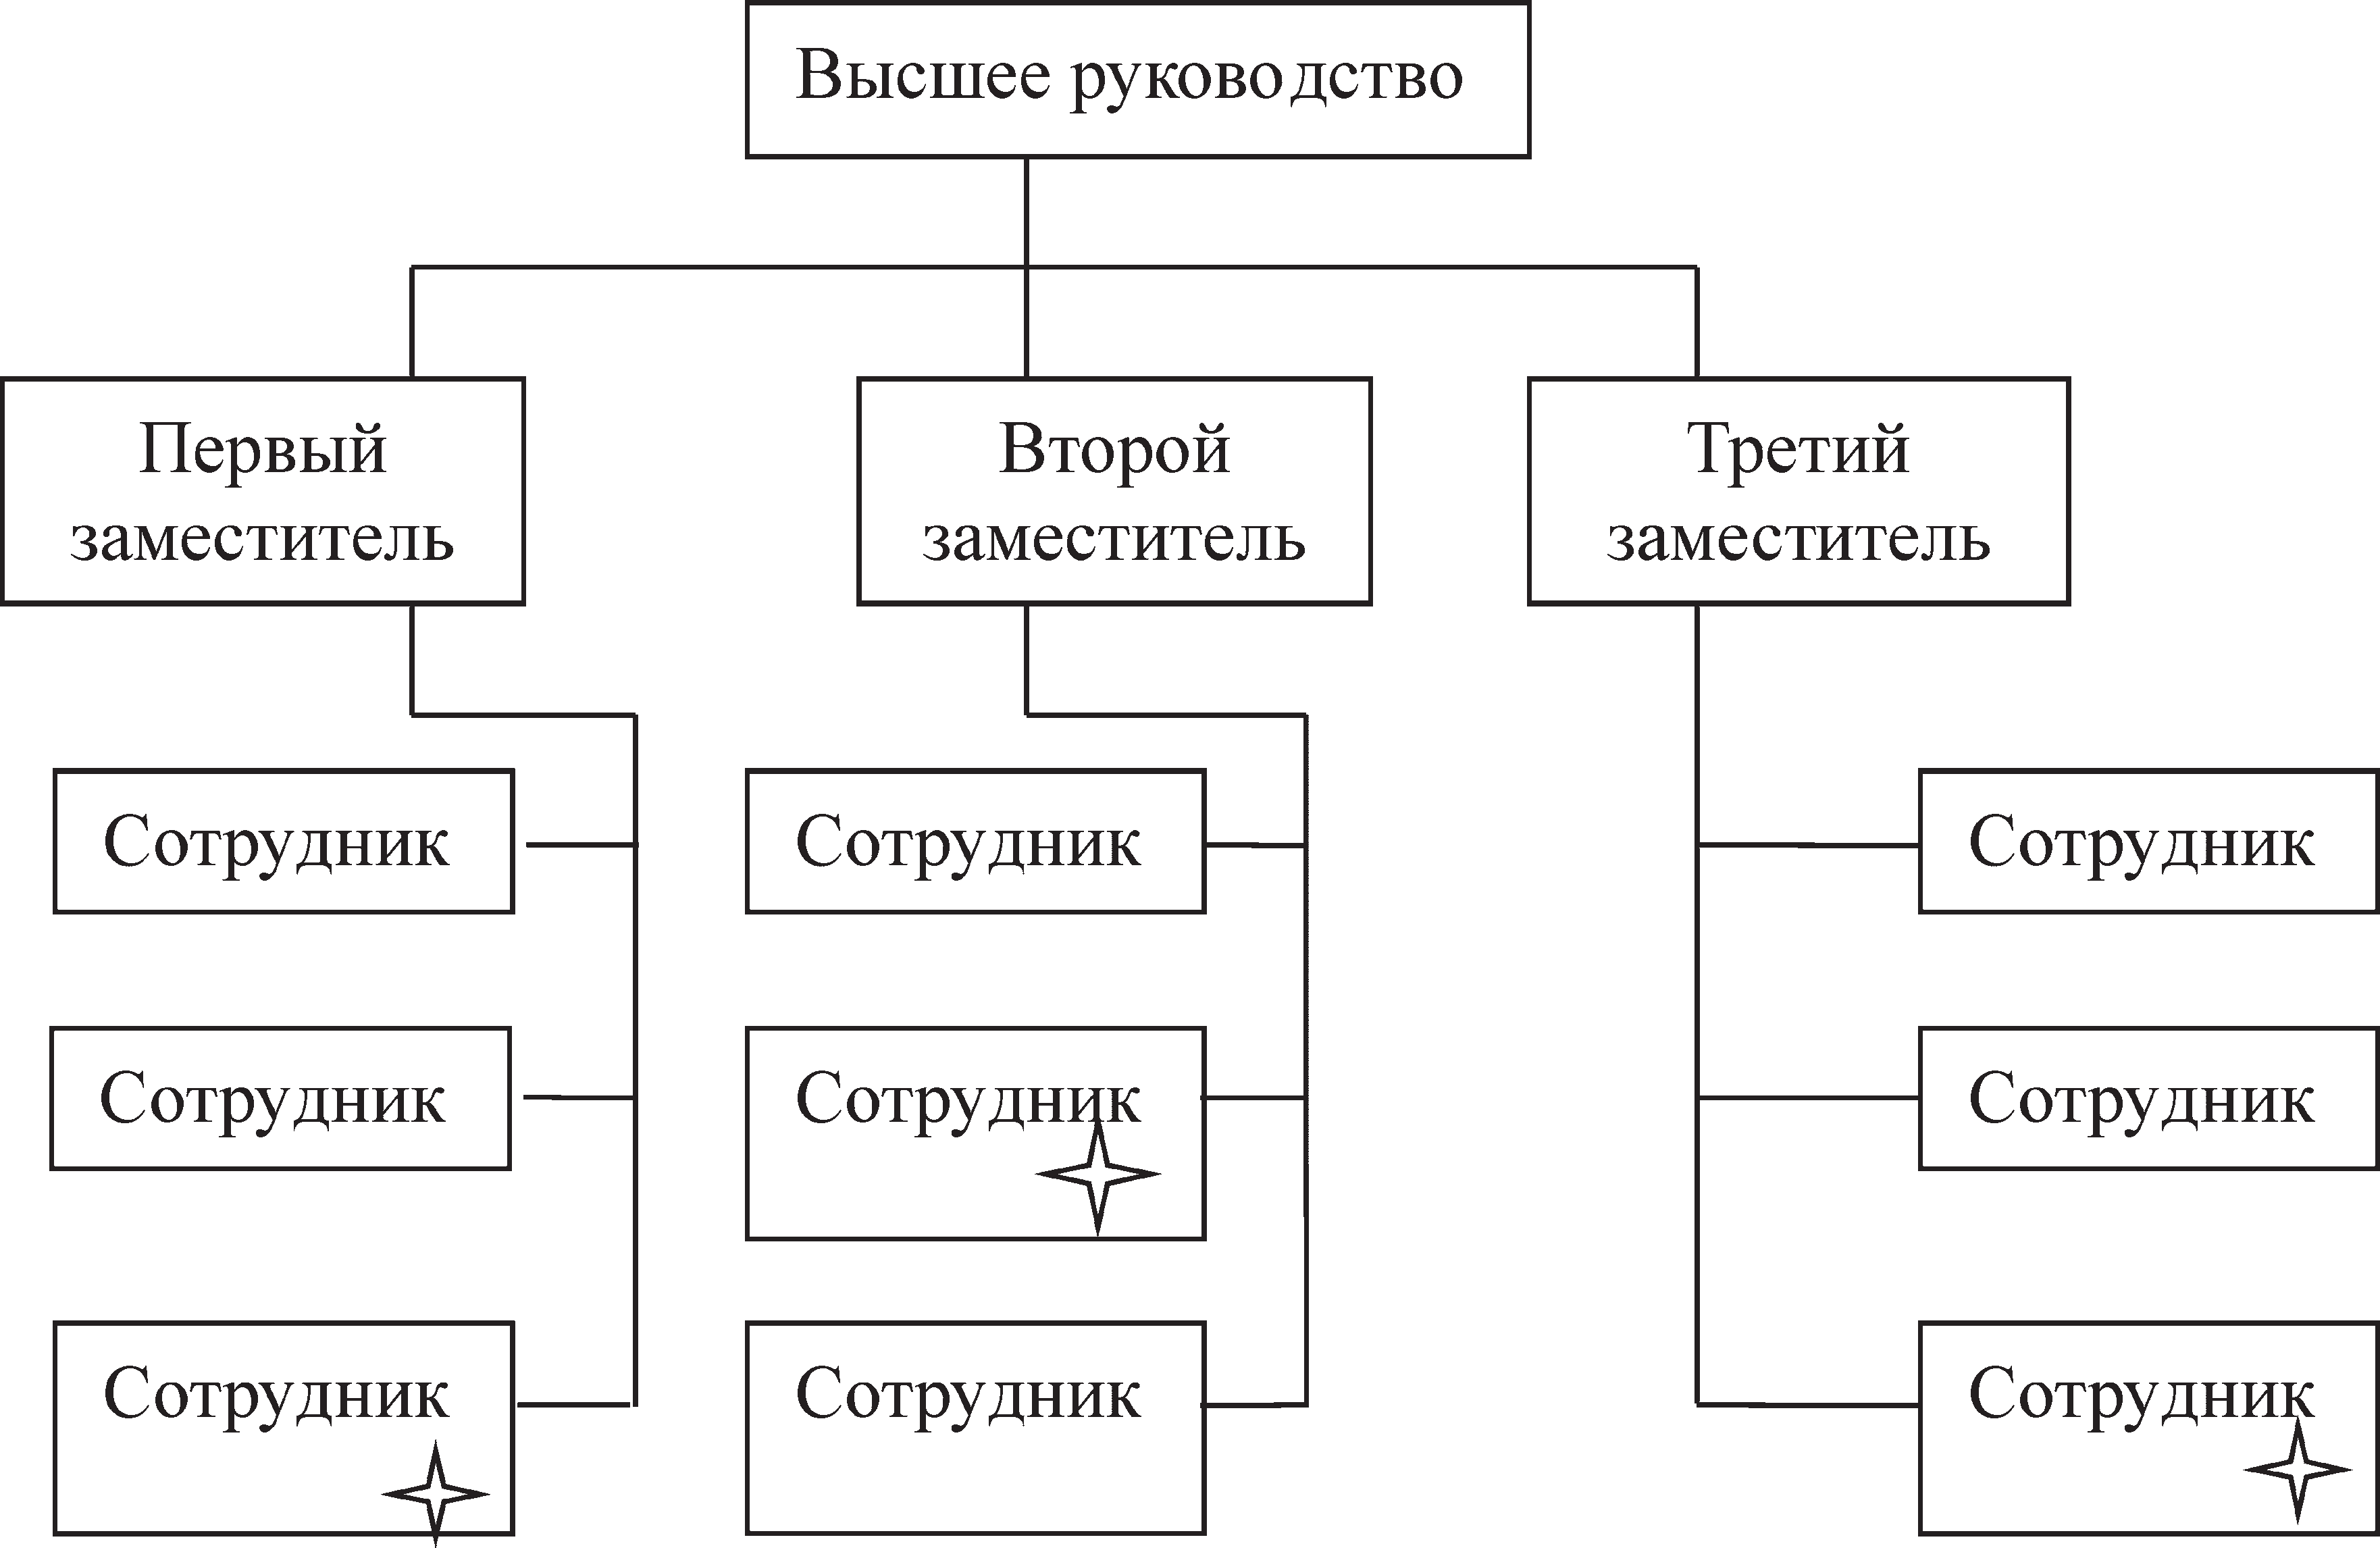 Высшее руководство
Первый
заместитель
Второй
заместитель
Третий
заместитель
Сотрудник
Сотрудник
Сотрудник
Сотрудник
Сотрудник
Сотрудник
Сотрудник
Сотрудник
Сотрудник